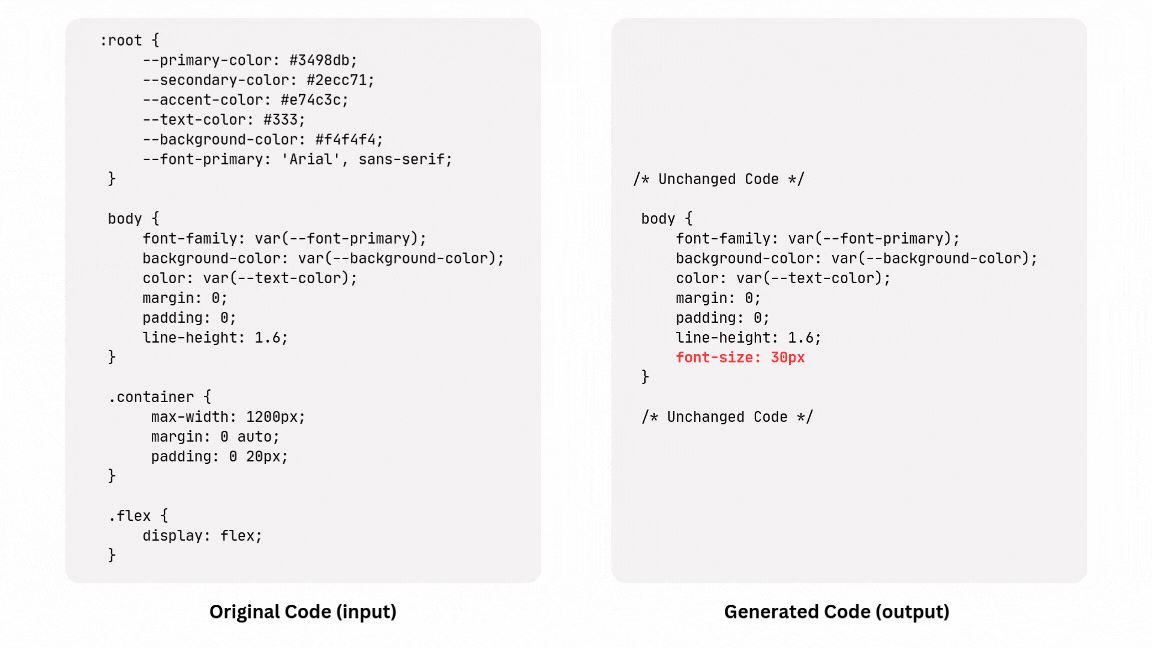 :root {
--primary-color: #3498db;
--secondary-color: #2ecc71;
--accent-color: #e74c3c;
--text-color: #333;
--background-color: #f4f4f4;
--font-primary: 'Arial', sans-serif;
}
body {
font-family: var(--font-primary);
background-color: var(--background-color);
color: var(--text-color);
margin: 0;
padding: 0;
line-height: 1.6;
}
.container {
max-width: 1200px;
margin: 0 auto;
padding: 0 20px;
}
.flex {
display: flex;
}
Original Code (input)
/* Unchanged Code */
body {
font-family: var(--font-primary);
background-color: var(--background-color);
color: var(--text-color);
margin: 0;
padding: 0;
line-height: 1.6;
font-size: 30px
}
/* Unchanged Code */
Generated Code (output)